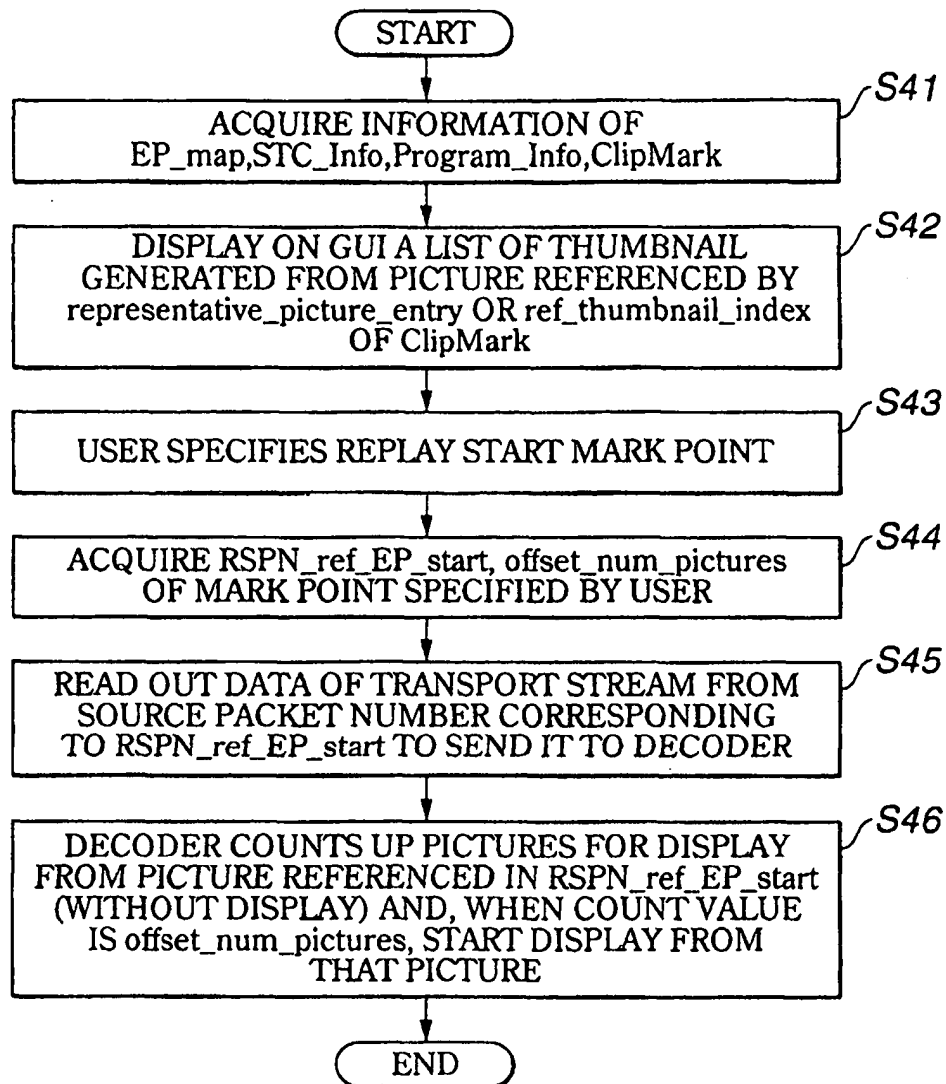 START
S41
ACQUIRE INFORMATION OF
EP_map,STC_Info,Program_Info,ClipMark
S42
DISPLAY ON GUI A LIST OF THUMBNAIL
GENERATED FROM PICTURE REFERENCED BY
representative_picture_entry OR ref_thumbnail_index
OF ClipMark
S43
USER SPECIFIES REPLAY START MARK POINT
S44
ACQUIRE RSPN_ref_EP_start, offset_num_pictures
OF MARK POINT SPECIFIED BY USER
S45
READ OUT DATA OF TRANSPORT STREAM FROM
SOURCE PACKET NUMBER CORRESPONDING
TO RSPN_ref_EP_start TO SEND IT TO DECODER
S46
DECODER COUNTS UP PICTURES FOR DISPLAY
FROM PICTURE REFERENCED IN RSPN_ref_EP_start
(WITHOUT DISPLAY) AND, WHEN COUNT VALUE
IS offset_num_pictures, START DISPLAY FROM
THAT PICTURE
END